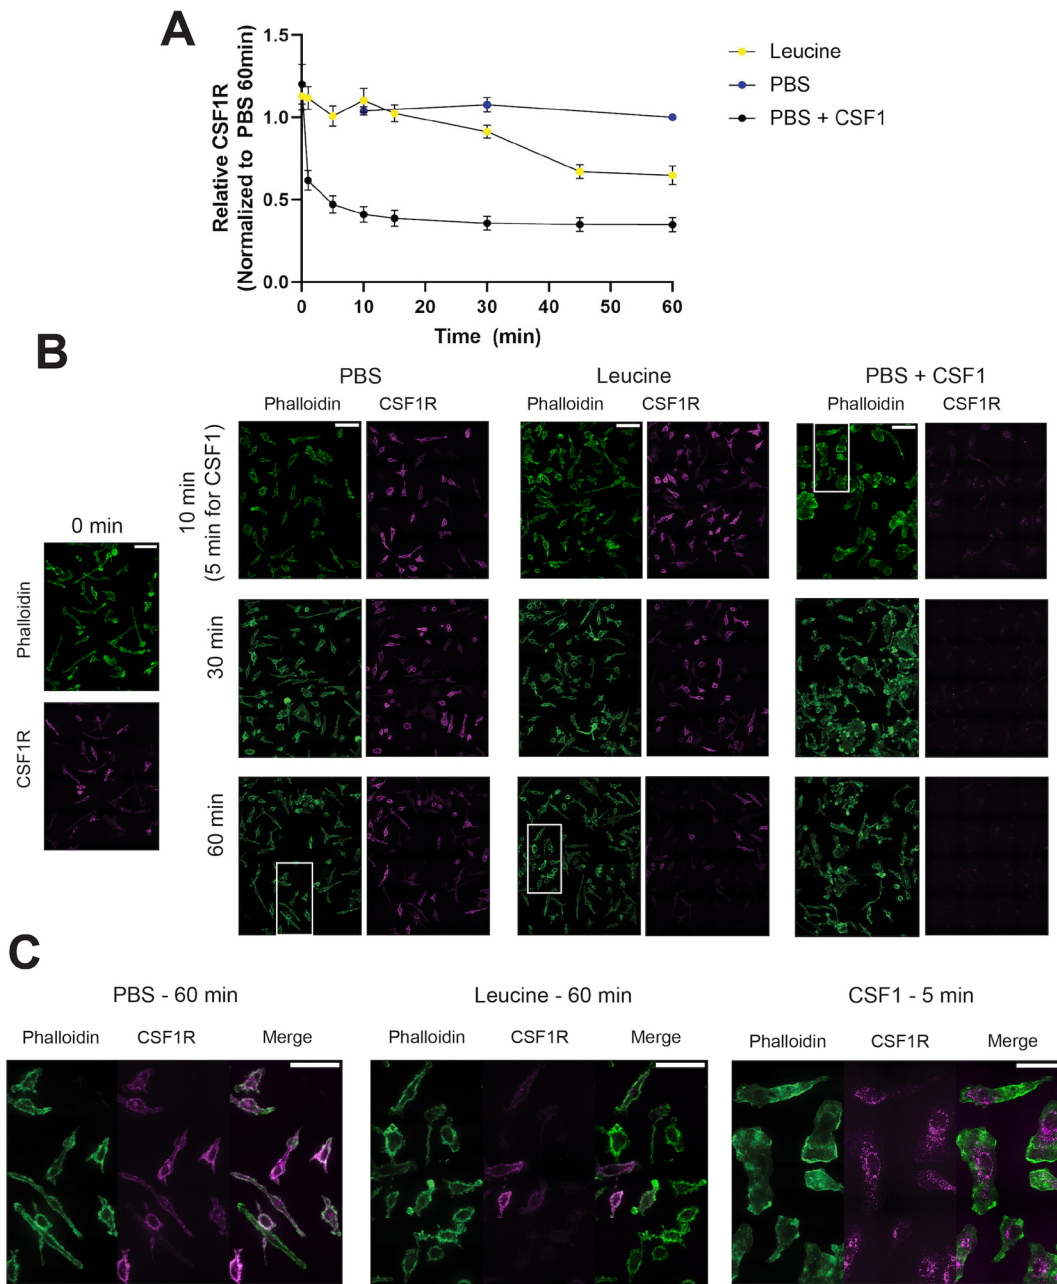 A
Relative CSF1R
(Normalized to PBS 60min)
1.5
1.0
0.5
0.0
0 10 20 30 40 50 60
Time (min)
Leucine
PBS
PBS + CSF1
B
PBS Leucine PBS + CSF1
Phalloidin CSF1R Phalloidin CSF1R Phalloidin CSF1R
10 min
(5 min for CSF1)
0 min
Phalloidin
CSF1R
30 min
60 min
C
PBS - 60 min Leucine - 60 min CSF1 - 5 min
Phalloidin CSF1R Merge Phalloidin CSF1R Merge Phalloidin CSF1R Merge